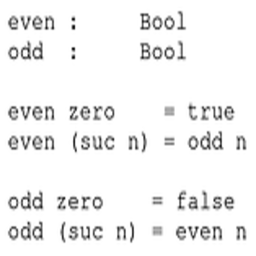 even :     Bool
odd  :     Bool

even zero    = true
even (suc n) = odd n

odd zero    = false
odd (suc n) = even n